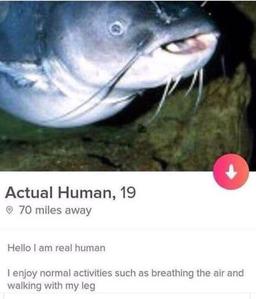 Actual Human, 19
70 miles away
Hello I am real human
I enjoy normal activities such as breathing the air and
walking with my leg